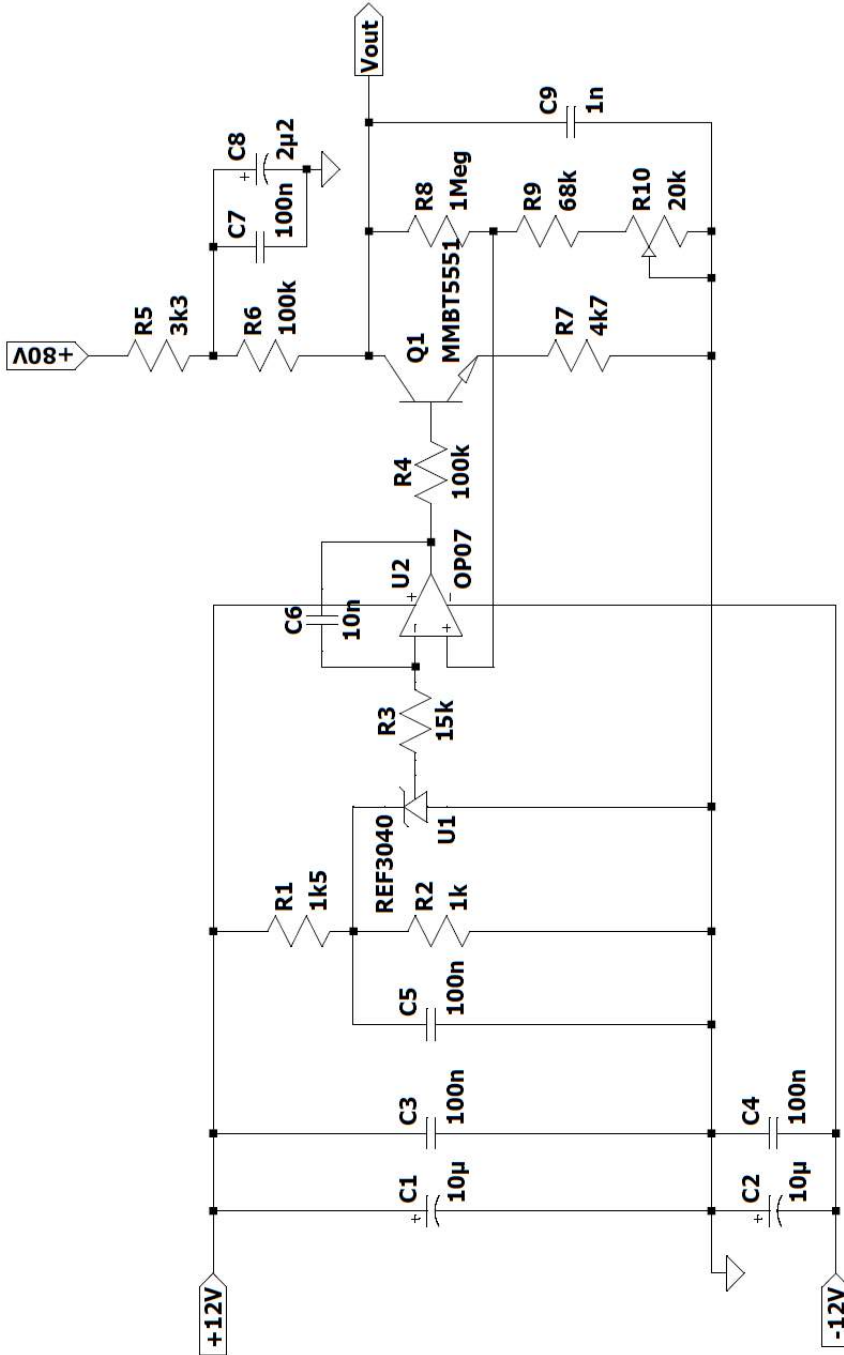 +80V
R5
3k3
C8
2µ2
C7
100n
R6
100k
Vout
Q1
MMBT5551
R8
1Meg
C9
1n
R9
68k
R10
20k
R7
4k7
R4
100k
C6
10n
U2
+
-
-
+
OP07
R3
15k
REF3040
U1
R1
1k5
R2
1k
C5
100n
C3
100n
C4
100n
C1
+
10µ
C2
+
10µ
+
+12V
-12V